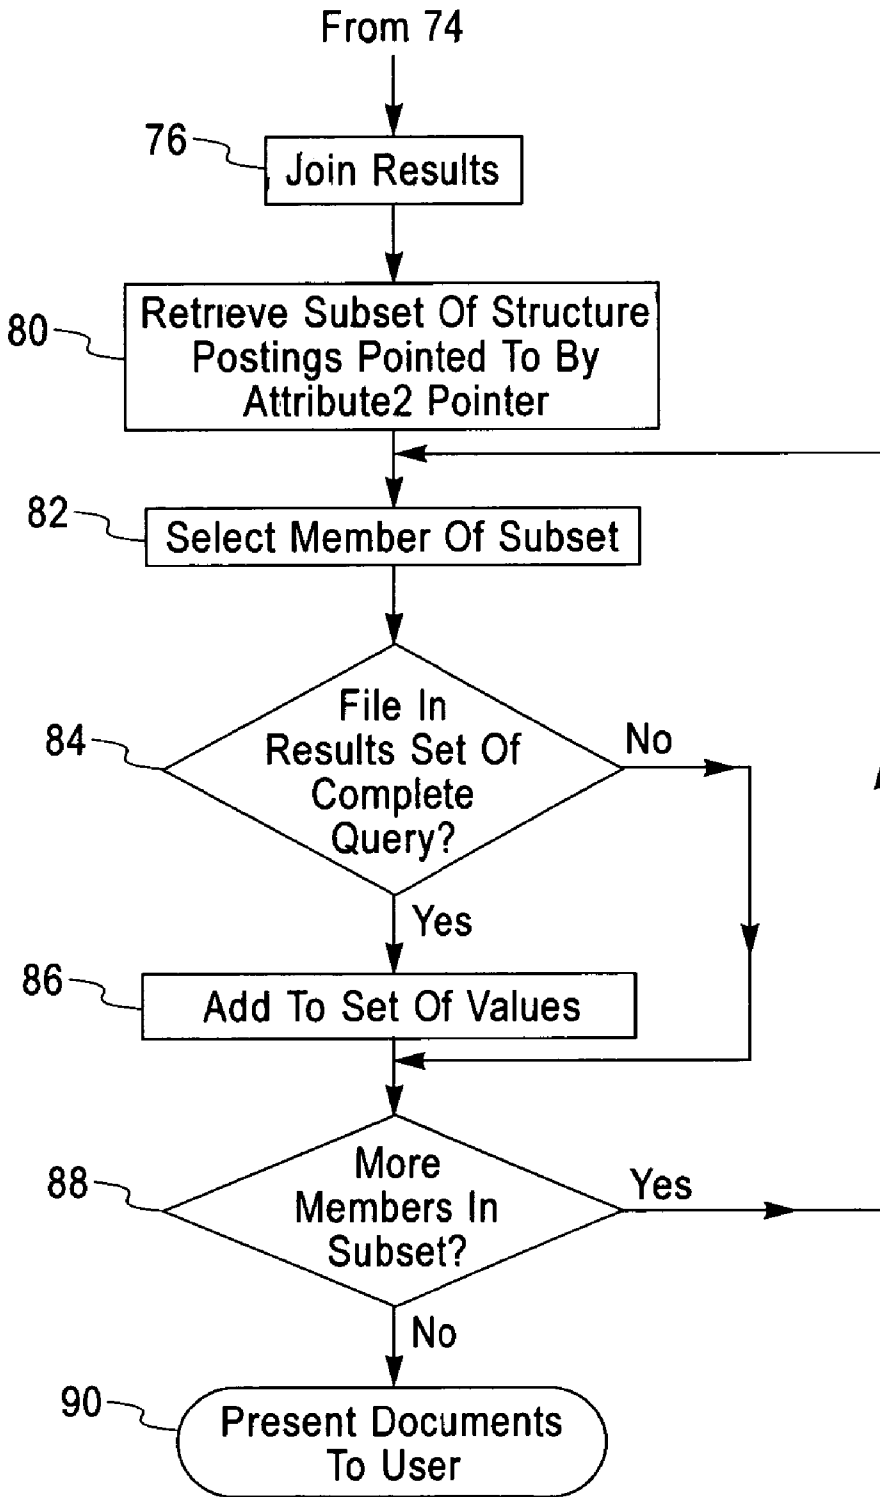 From 74
76
Join Results
80
Retrieve Subset Of Structure
Postings Pointed To By
Attribute2 Pointer
82
Select Member Of Subset
84
File In
Results Set Of
Complete
Query?
No
Yes
86
Add To Set Of Values
88
More
Members In
Subset?
Yes
No
90
Present Documents
To User